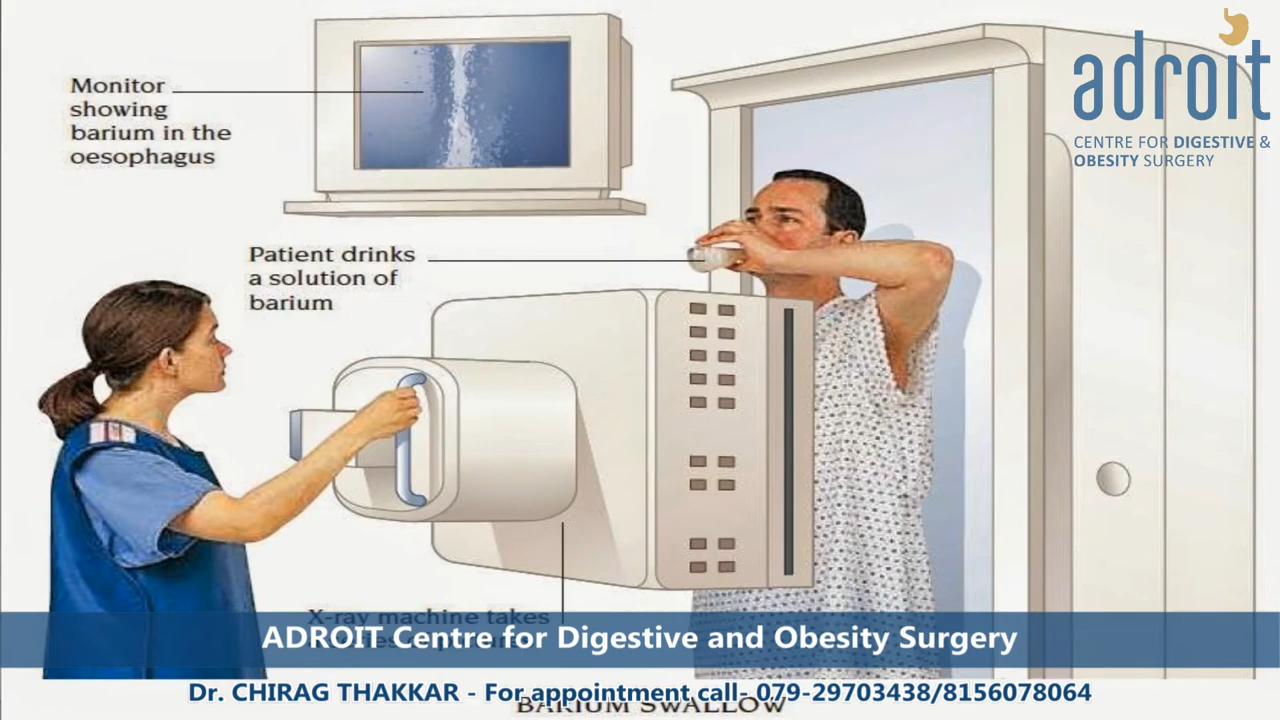 Monitor
showing
barium in the
oesophagus
adroit
CENTRE FOR DIGESTIVE &
OBESITY SURGERY
Patient drinks
a solution of
barium
X-ray machine takes
ADROIT Centre for Digestive and Obesity Surgery
Dr. CHIRAG THAKKAR - For appointment call- 079-29703438/8156078064
BARIUM SWALLOW